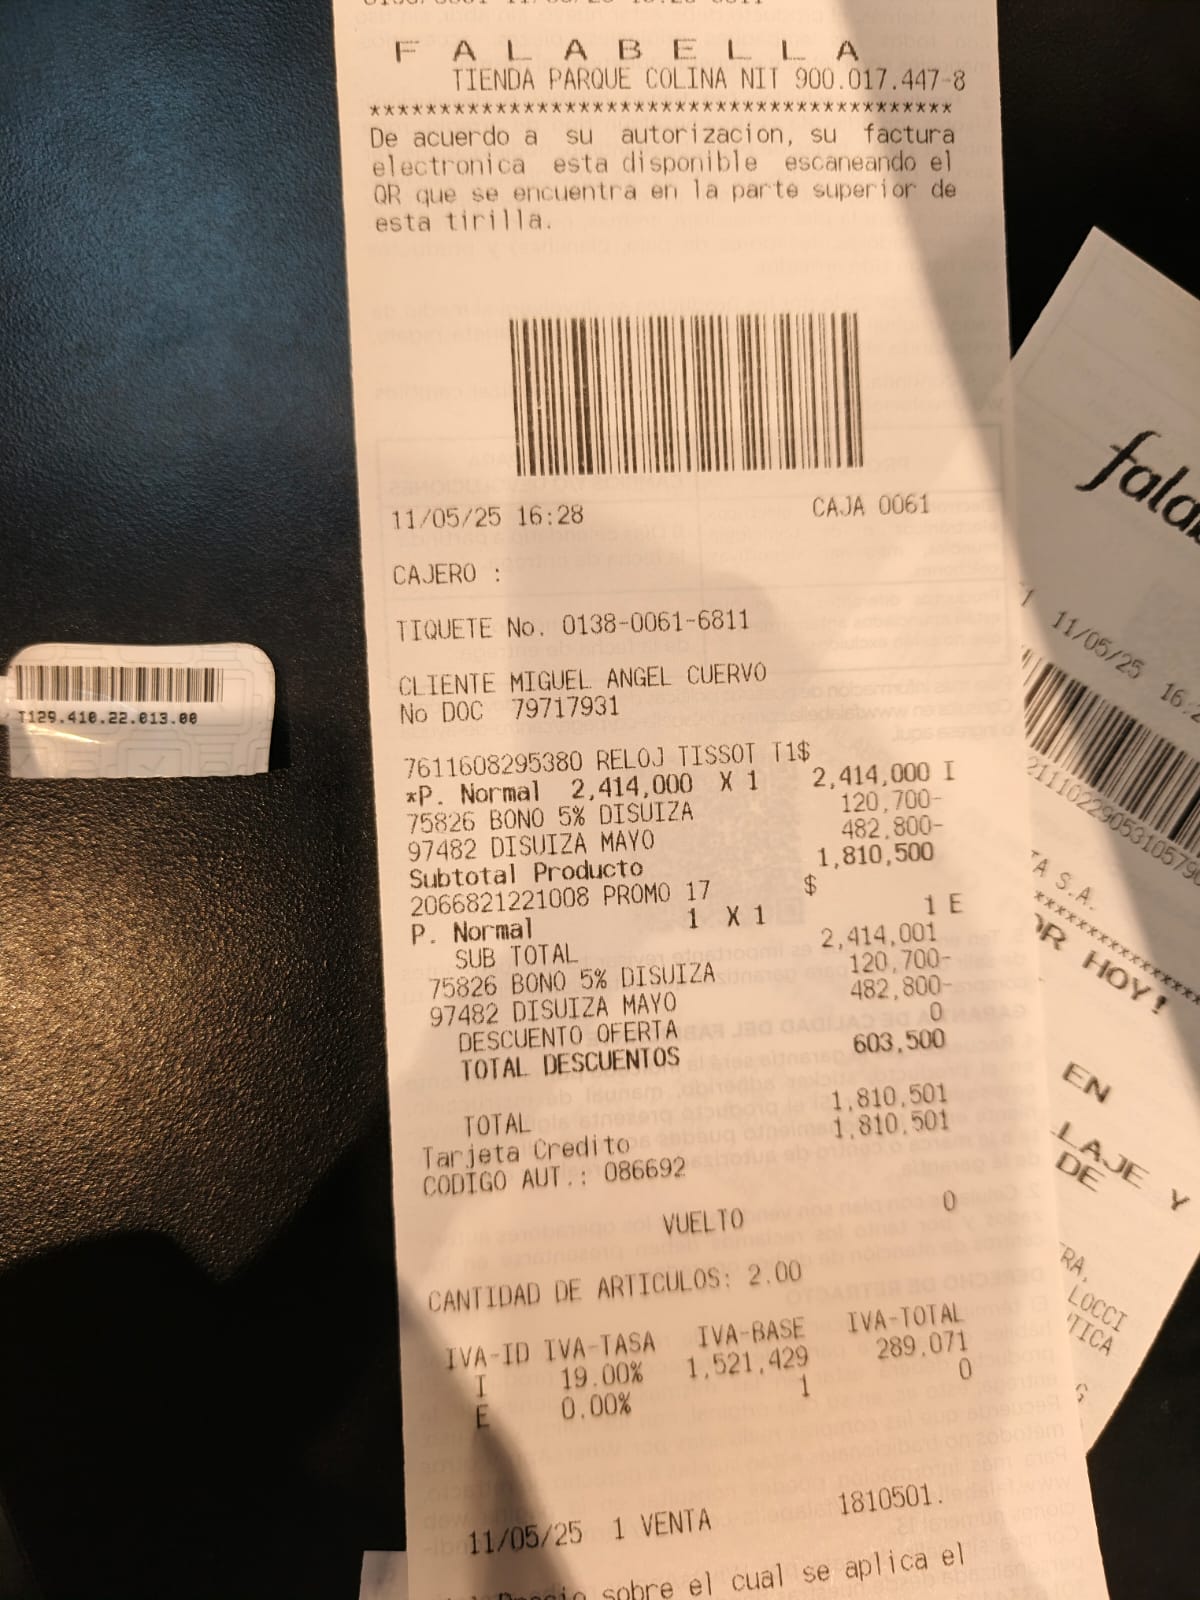 F A L A B E L L A
TIENDA PARQUE COLINA NIT 900.017.447-8
******************************************
De acuerdo a su autorizacion, su factura
electronica esta disponible escaneando el
QR que se encuentra en la parte superior de
esta tirilla.
11/05/25 16:28 CAJA 0061
CAJERO :
TIQUETE No. 0138-0061-6811
CLIENTE MIGUEL ANGEL CUERVO
No DOC 79717931
7611608295380 RELOJ TISSOT T1$
*P. Normal 2,414,000 X 1 2,414,000 I
75826 BONO 5% DISUIZA 120,700-
97482 DISUIZA MAYO 482,800-
Subtotal Producto 1,810,500
2066821221008 PROMO 17 $
P. Normal 1 X 1 1 E
SUB TOTAL 2,414,001
75826 BONO 5% DISUIZA 120,700-
97482 DISUIZA MAYO 482,800-
DESCUENTO OFERTA 0
TOTAL DESCUENTOS 603,500
TOTAL 1,810,501
Tarjeta Credito 1,810,501
CODIGO AUT.: 086692
VUELTO 0
CANTIDAD DE ARTICULOS: 2.00
IVA-ID IVA-TASA IVA-BASE IVA-TOTAL
I 19.00% 1,521,429 289,071
E 0.00% 1 0
11/05/25 1 VENTA 1810501.
sobre el cual se aplica el
T129.410.22.013.00
11/05/25
S.A.
HOY!
EN
Y
DE
LOCCI